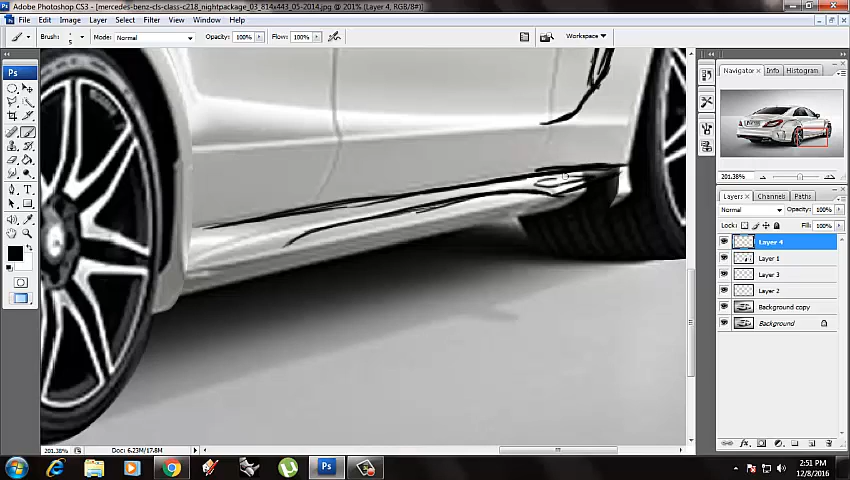 Adobe Photoshop CS3 - [mercedes-benz-cls-class-c218_nightpackage_03_814x443_05-2014.jpg @ 201% (Layer 4, RGB/8#)]
File Edit Image Layer Select Filter View Window Help
Brush: 5 Mode: Normal Opacity: 100% Flow: 100% Workspace
Ps
Navigator Info Histogram
201.38%
Layers Channels Paths
Normal Opacity: 100%
Lock: Fill: 100%
Layer 4
Layer 1
Layer 3
Layer 2
Background copy
Background
201.38% Doc: 6.23M/17.8M
Ps
2:51 PM
12/8/2016